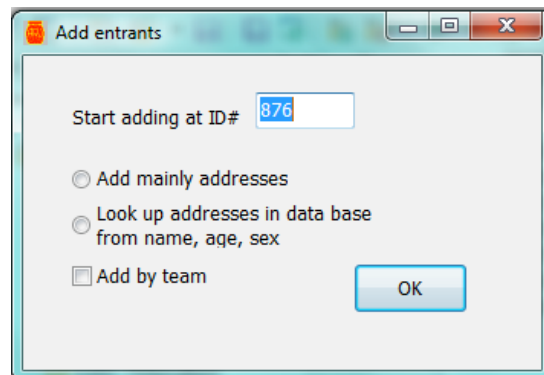 Add entrants
Start adding at ID# 876
Add mainly addresses
Look up addresses in data base
from name, age, sex
Add by team
OK